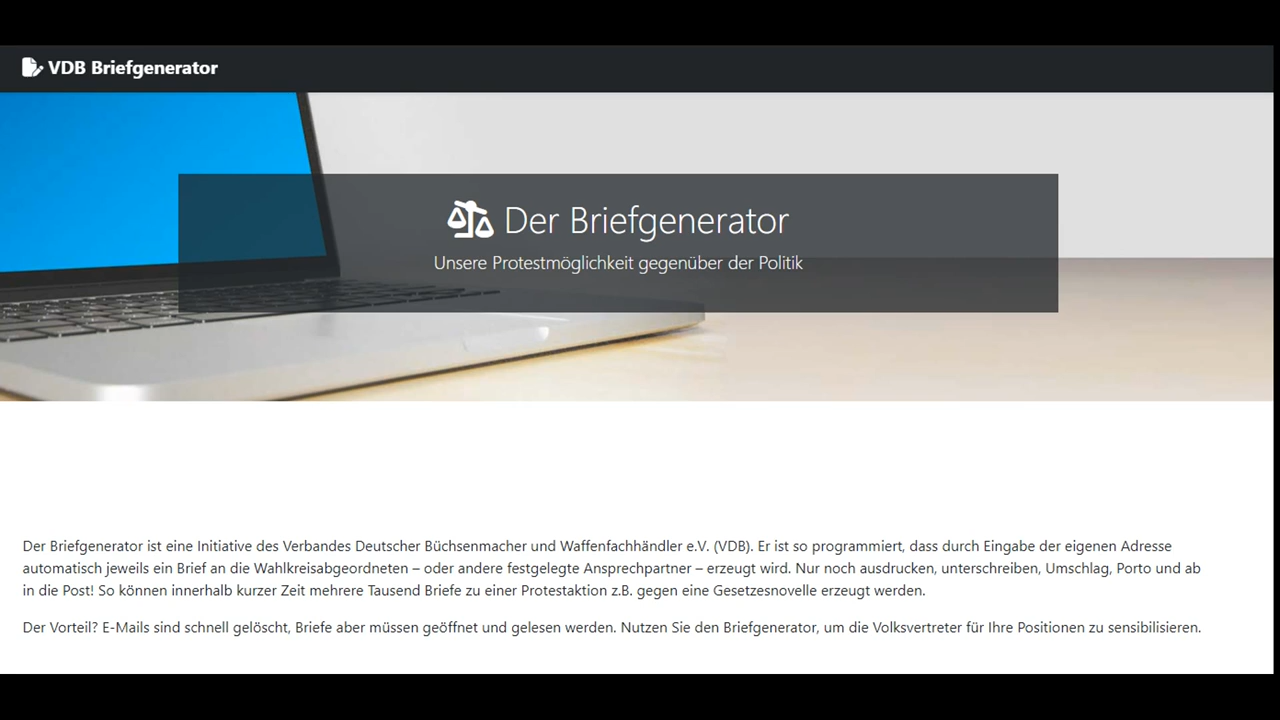 VDB Briefgenerator
Der Briefgenerator
Unsere Protestmöglichkeit gegenüber der Politik
Der Briefgenerator ist eine Initiative des Verbandes Deutscher Büchsenmacher und Waffenfachhändler e.V. (VDB). Er ist so programmiert, dass durch Eingabe der eigenen Adresse
automatisch jeweils ein Brief an die Wahlkreisabgeordneten – oder andere festgelegte Ansprechpartner – erzeugt wird. Nur noch ausdrucken, unterschreiben, Umschlag, Porto und ab
in die Post! So können innerhalb kurzer Zeit mehrere Tausend Briefe zu einer Protestaktion z.B. gegen eine Gesetzesnovelle erzeugt werden.
Der Vorteil? E-Mails sind schnell gelöscht, Briefe aber müssen geöffnet und gelesen werden. Nutzen Sie den Briefgenerator, um die Volksvertreter für Ihre Positionen zu sensibilisieren.